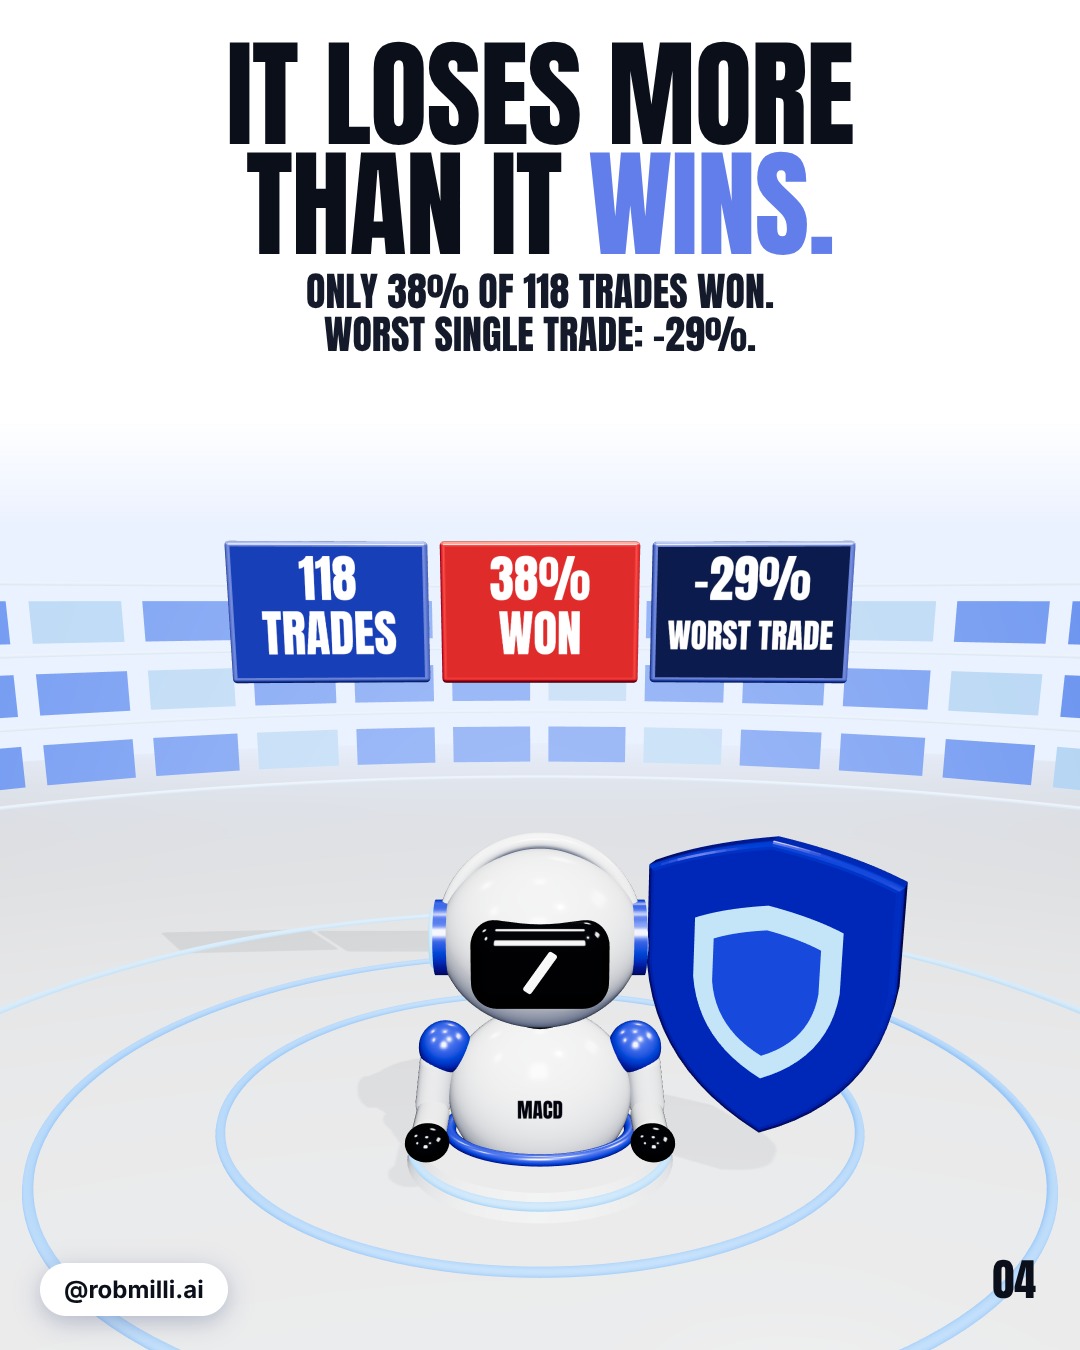 IT LOSES MORE
THAN IT WINS.
ONLY 38% OF 118 TRADES WON.
WORST SINGLE TRADE: -29%.
118
TRADES
38%
WON
-29%
WORST TRADE
MACD
@robmilli.ai
04